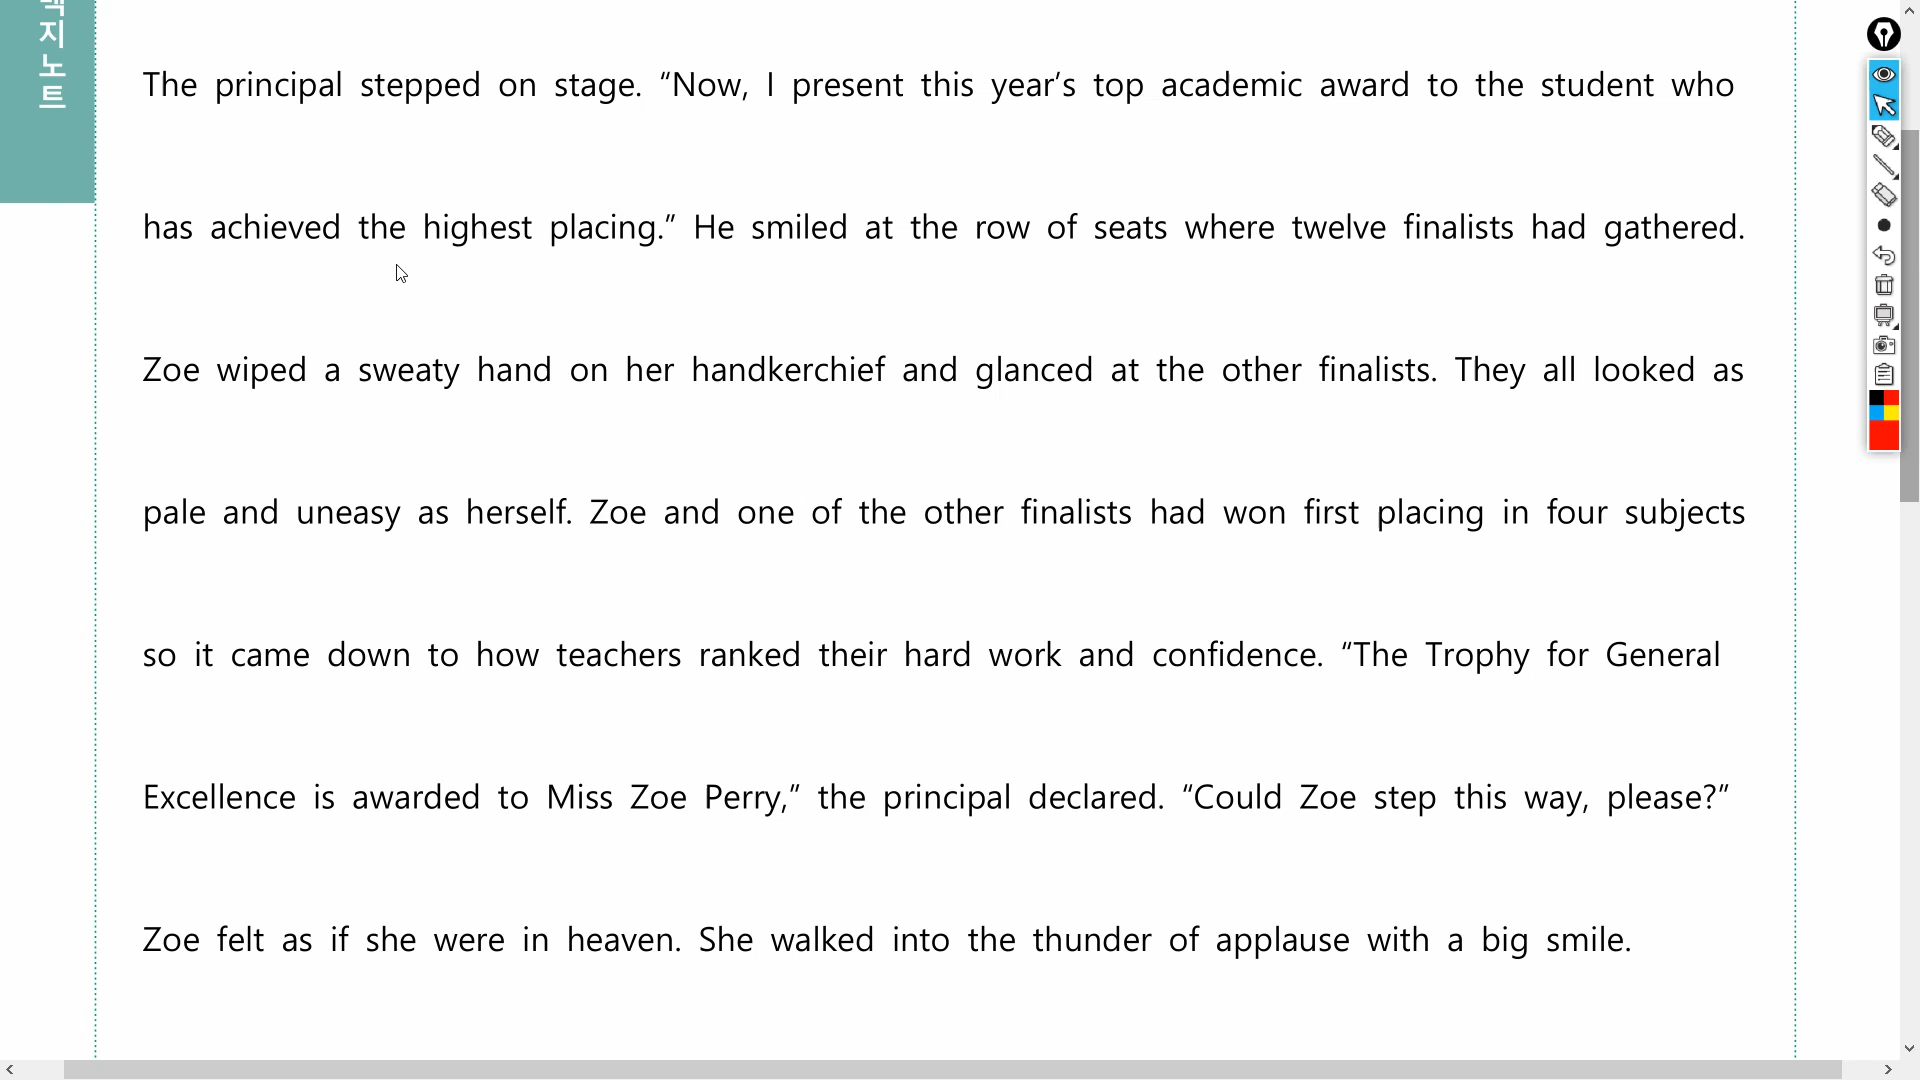 지
노
트
The principal stepped on stage. “Now, I present this year’s top academic award to the student who
has achieved the highest placing.” He smiled at the row of seats where twelve finalists had gathered.
Zoe wiped a sweaty hand on her handkerchief and glanced at the other finalists. They all looked as
pale and uneasy as herself. Zoe and one of the other finalists had won first placing in four subjects
so it came down to how teachers ranked their hard work and confidence. “The Trophy for General
Excellence is awarded to Miss Zoe Perry,” the principal declared. “Could Zoe step this way, please?”
Zoe felt as if she were in heaven. She walked into the thunder of applause with a big smile.